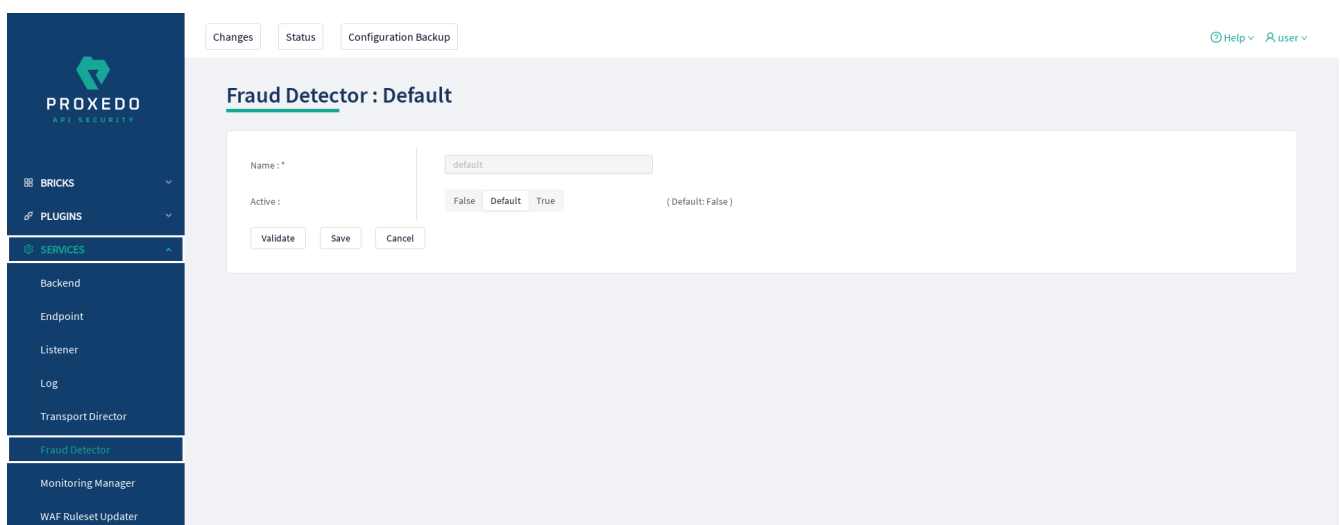 Changes Status Configuration Backup Help user
PROXEDO
API SECURITY
Fraud Detector : Default
Name : * default
Active : False Default True ( Default: False )
Validate Save Cancel
BRICKS
PLUGINS
SERVICES
Backend
Endpoint
Listener
Log
Transport Director
Fraud Detector
Monitoring Manager
WAF Ruleset Updater